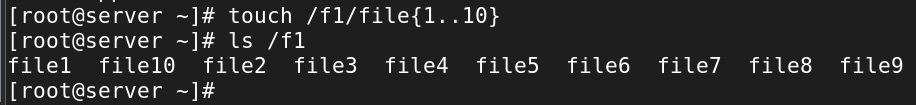 [root@server ~]# touch /f1/file{1..10}
[root@server ~]# ls /f1
file1  file10  file2  file3  file4  file5  file6  file7  file8  file9
[root@server ~]#